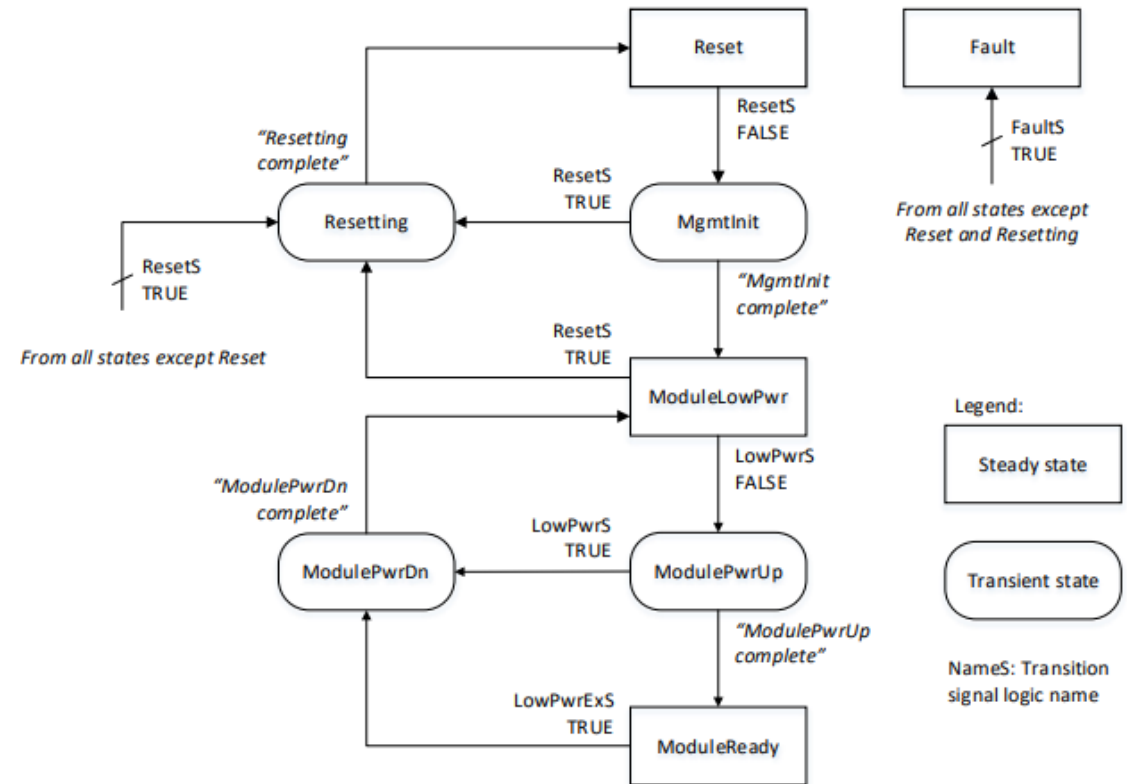 Reset
Fault
ResetS
FALSE
FaultS
TRUE
“Resetting
complete”
ResetS
TRUE
Resetting
MgmtInit
From all states except
Reset and Resetting
ResetS
TRUE
“MgmtInit
complete”
From all states except Reset
ResetS
TRUE
ModuleLowPwr
Legend:
Steady state
LowPwrS
FALSE
“ModulePwrDn
complete”
LowPwrS
TRUE
ModulePwrDn
ModulePwrUp
Transient state
“ModulePwrUp
complete”
NameS: Transition
signal logic name
LowPwrExS
TRUE
ModuleReady